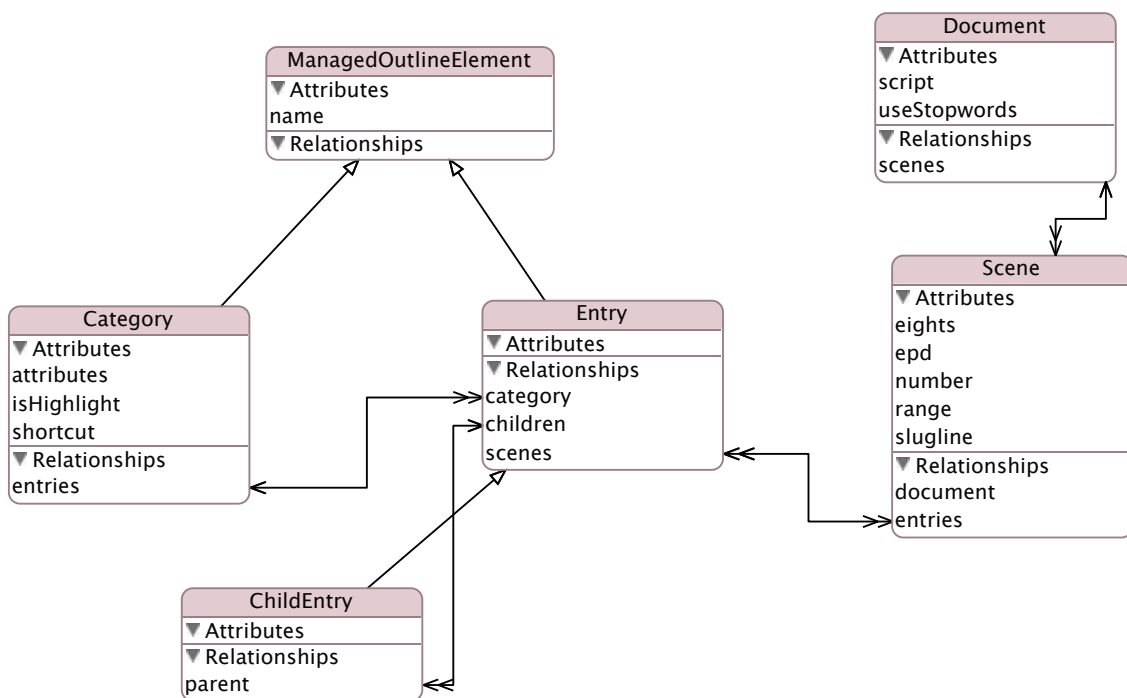 ManagedOutlineElement
Attributes
name
Relationships
Document
Attributes
script
useStopwords
Relationships
scenes
Category
Attributes
attributes
isHighlight
shortcut
Relationships
entries
Entry
Attributes
Relationships
category
children
scenes
Scene
Attributes
eights
epd
number
range
slugline
Relationships
document
entries
ChildEntry
Attributes
Relationships
parent